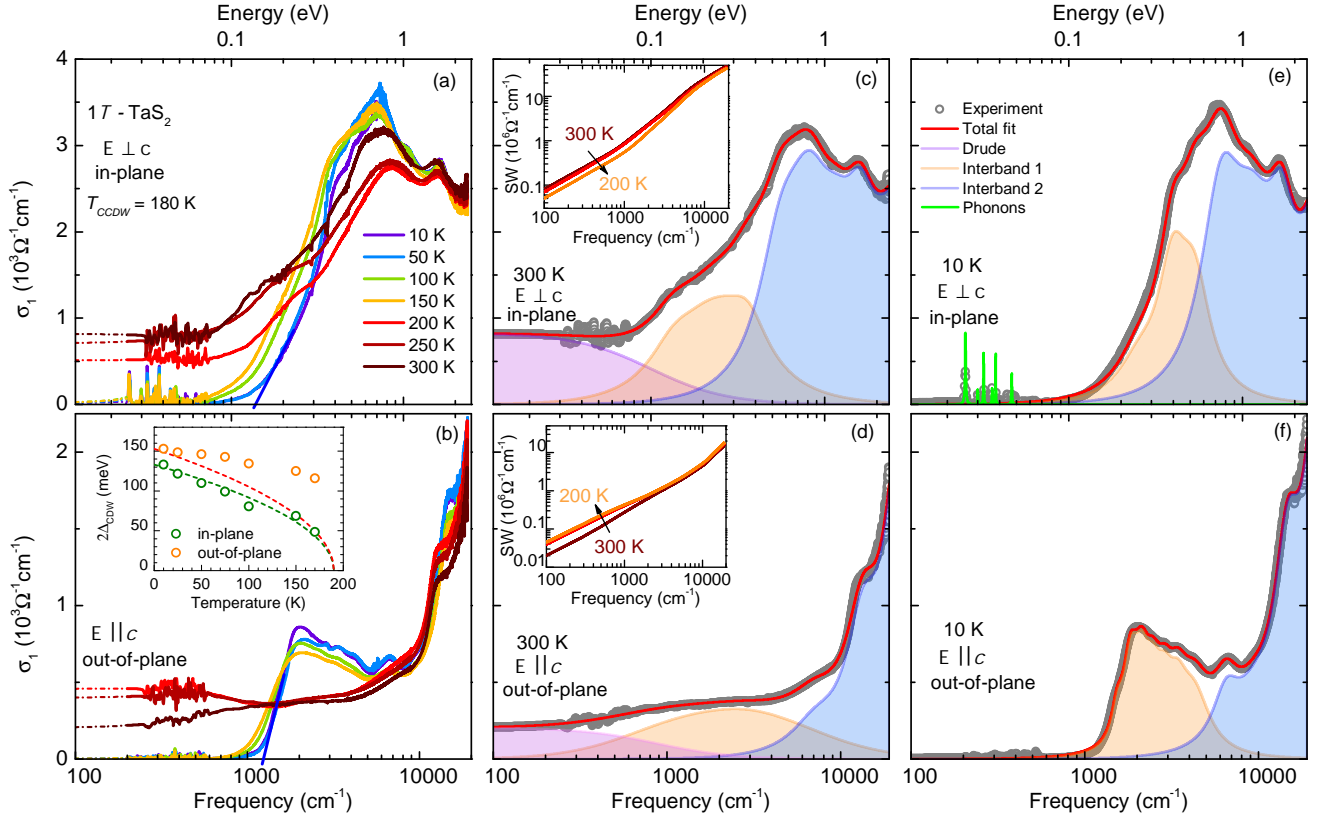 Energy (eV)
0.1
1
Energy (eV)
0.1
1
Energy (eV)
0.1
1
σ₁ (10³Ω⁻¹cm⁻¹)
4
3
2
1
0
(a)
1T - TaS₂
E ⊥ c
in-plane
T_CCDW = 180 K
10 K
50 K
100 K
150 K
200 K
250 K
300 K
(c)
SW (10⁶Ω⁻¹cm⁻¹)
10
1
0.1
300 K
200 K
100
1000
10000
Frequency (cm⁻¹)
300 K
E ⊥ c
in-plane
(e)
Experiment
Total fit
Drude
Interband 1
Interband 2
Phonons
10 K
E ⊥ c
in-plane
σ₁ (10³Ω⁻¹cm⁻¹)
2
1
0
(b)
2Δ_CDW (meV)
150
100
50
0
in-plane
out-of-plane
0
50
100
150
200
Temperature (K)
E ||c
out-of-plane
100
1000
10000
Frequency (cm⁻¹)
(d)
SW (10⁶Ω⁻¹cm⁻¹)
10
1
0.1
0.01
200 K
300 K
100
1000
10000
Frequency (cm⁻¹)
300 K
E ||c
out-of-plane
100
1000
10000
Frequency (cm⁻¹)
(f)
10 K
E ||c
out-of-plane
100
1000
10000
Frequency (cm⁻¹)